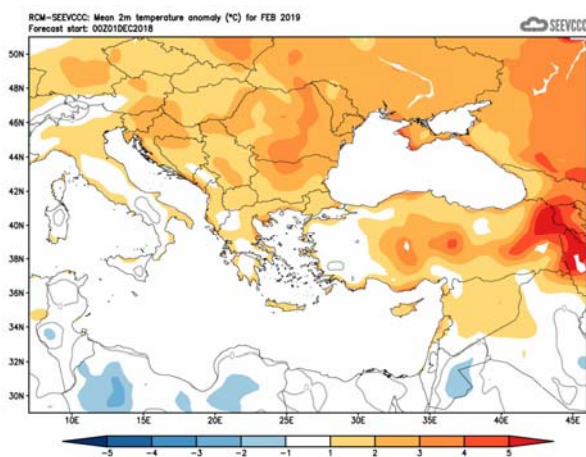 RCM-SEEVCCC: Mean 2m temperature anomaly (°C) for FEB 2019
Forecast start: 00Z01DEC2018
SEEVCCC
50N
48N
46N
44N
42N
40N
38N
36N
34N
32N
30N
10E 15E 20E 25E 30E 35E 40E 45E
-5 -4 -3 -2 -1 1 2 3 4 5